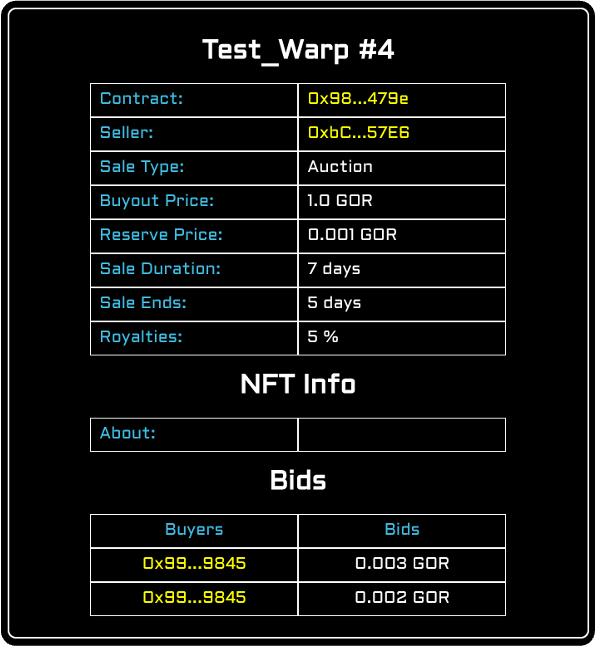 Test_Warp #4
Contract: 0x98...479e
Seller: 0xbC...57E6
Sale Type: Auction
Buyout Price: 1.0 GOR
Reserve Price: 0.001 GOR
Sale Duration: 7 days
Sale Ends: 5 days
Royalties: 5 %
NFT Info
About:
Bids
Buyers Bids
0x99...9845 0.003 GOR
0x99...9845 0.002 GOR